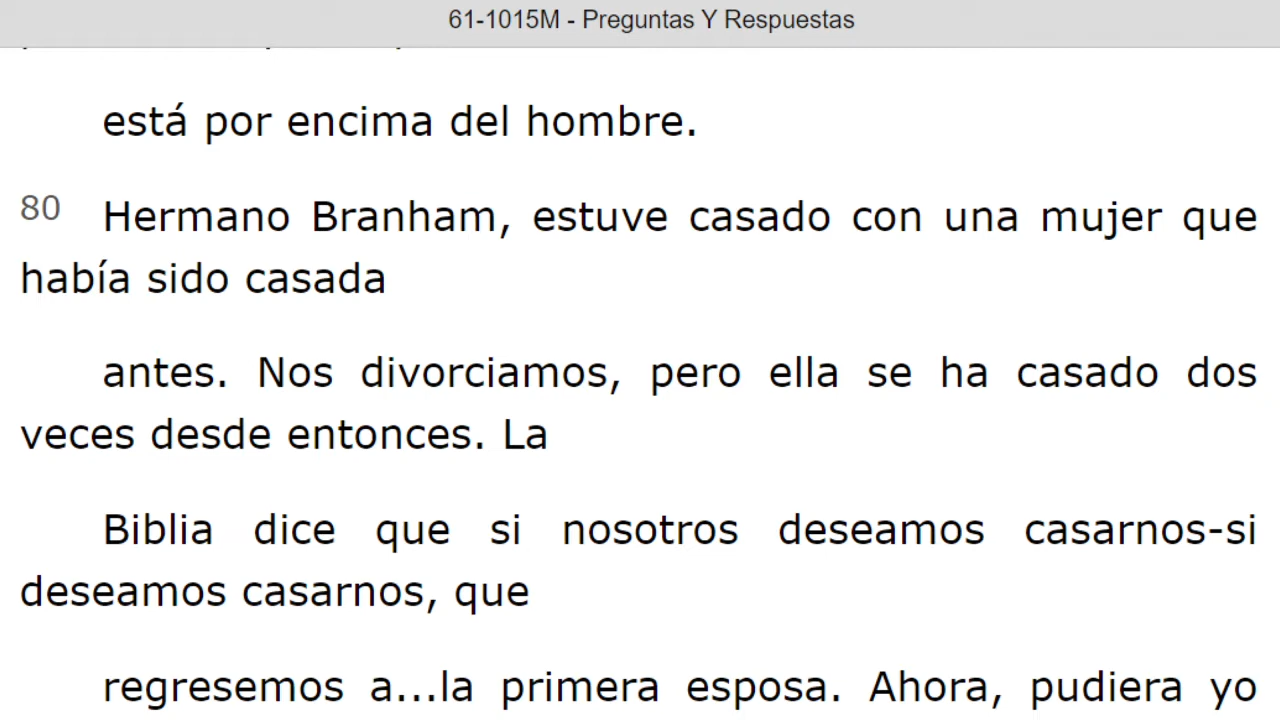 61-1015M - Preguntas Y Respuestas
está por encima del hombre.
80 Hermano Branham, estuve casado con una mujer que
había sido casada
antes. Nos divorciamos, pero ella se ha casado dos
veces desde entonces. La
Biblia dice que si nosotros deseamos casarnos-si
deseamos casarnos, que
regresemos a...la primera esposa. Ahora, pudiera yo